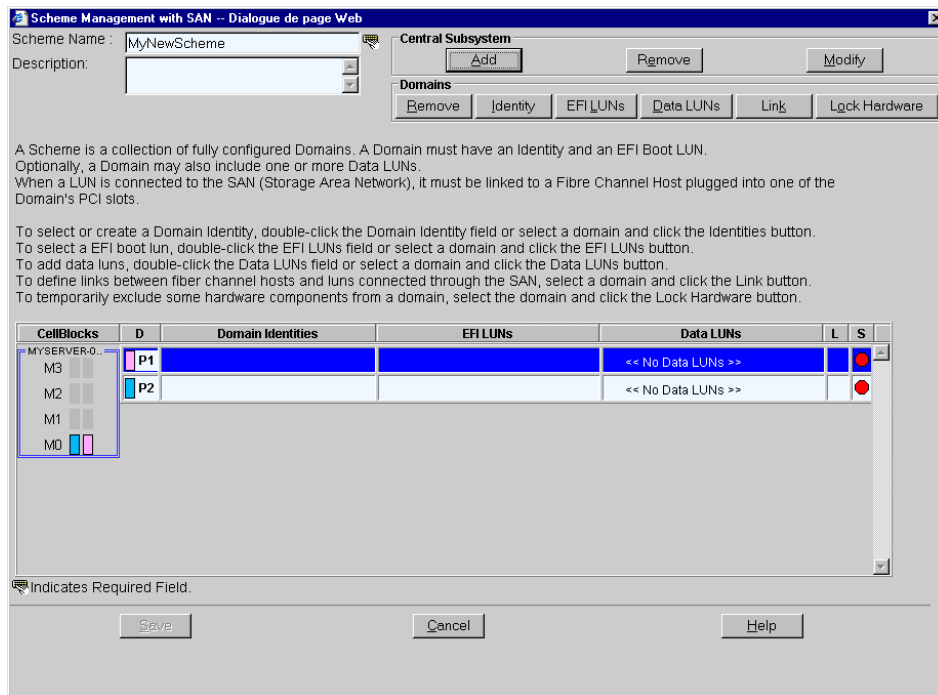 Scheme Management with SAN -- Dialogue de page Web
Scheme Name : MyNewScheme
Description:
Central Subsystem
Add Remove Modify
Domains
Remove Identity EFI LUNs Data LUNs Link Lock Hardware
A Scheme is a collection of fully configured Domains. A Domain must have an Identity and an EFI Boot LUN.
Optionally, a Domain may also include one or more Data LUNs.
When a LUN is connected to the SAN (Storage Area Network), it must be linked to a Fibre Channel Host plugged into one of the
Domain's PCI slots.
To select or create a Domain Identity, double-click the Domain Identity field or select a domain and click the Identities button.
To select a EFI boot lun, double-click the EFI LUNs field or select a domain and click the EFI LUNs button.
To add data luns, double-click the Data LUNs field or select a domain and click the Data LUNs button.
To define links between fiber channel hosts and luns connected through the SAN, select a domain and click the Link button.
To temporarily exclude some hardware components from a domain, select the domain and click the Lock Hardware button.
CellBlocks D Domain Identities EFI LUNs Data LUNs L S
MYSERVER-0..
P1 << No Data LUNs >>
M3
P2 << No Data LUNs >>
M2
M1
M0
Indicates Required Field.
Save Cancel Help